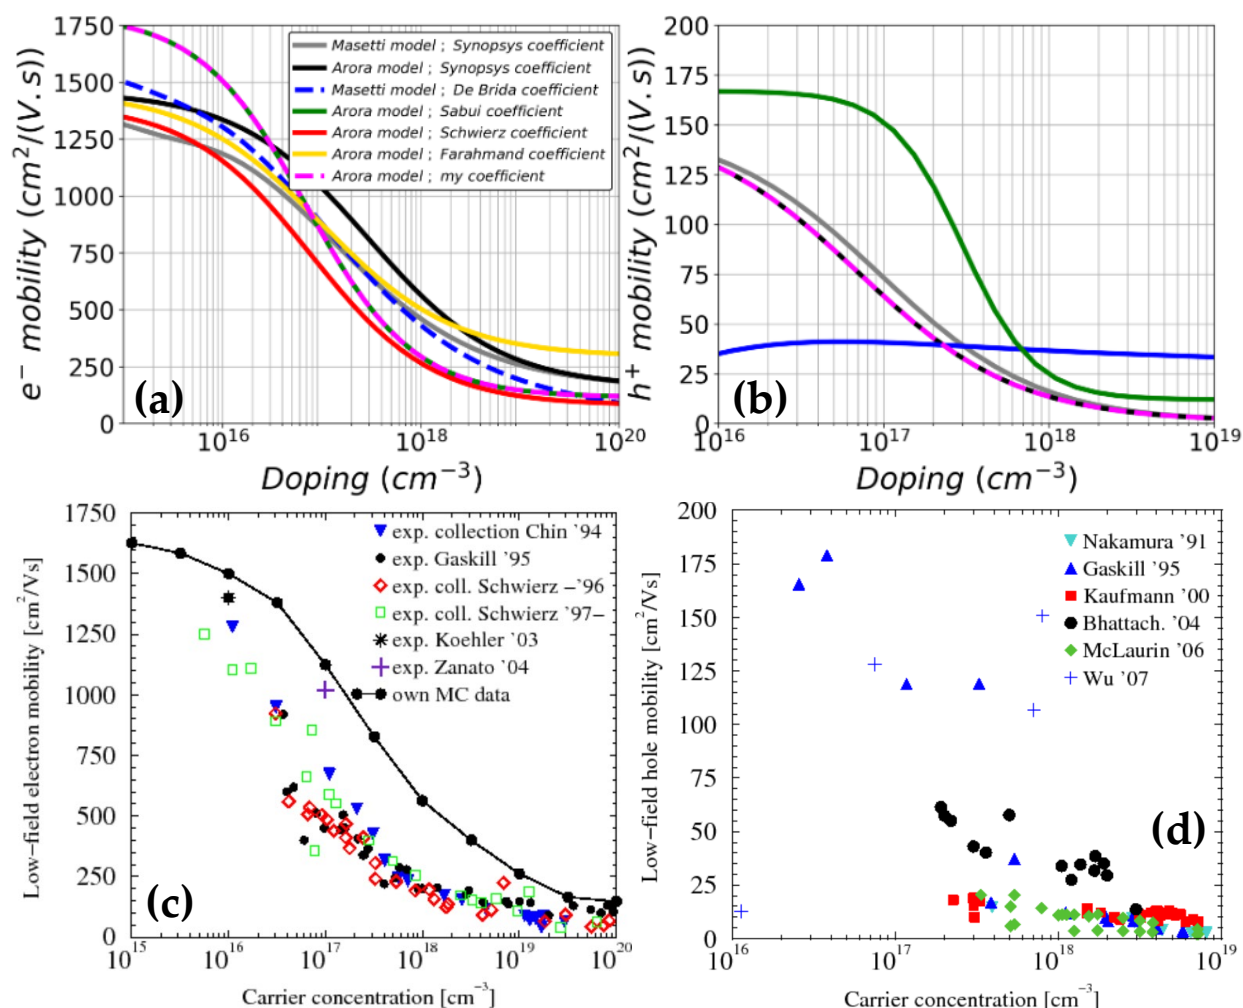 1750
1500
1250
1000
750
500
250
0
e⁻ mobility (cm²/(V.s))
Masetti model ; Synopsys coefficient
Arora model ; Synopsys coefficient
Masetti model ; De Brida coefficient
Arora model ; Sabui coefficient
Arora model ; Schwierz coefficient
Arora model ; Farahmand coefficient
Arora model ; my coefficient
(a)
10¹⁶ 10¹⁷ 10¹⁸ 10¹⁹ 10²⁰
Doping (cm⁻³)
200
175
150
125
100
75
50
25
0
h⁺ mobility (cm²/(V.s))
(b)
10¹⁶ 10¹⁷ 10¹⁸ 10¹⁹
Doping (cm⁻³)
1750
1500
1250
1000
750
500
250
0
Low-field electron mobility [cm²/Vs]
exp. collection Chin ’94
exp. Gaskill ’95
exp. coll. Schwierz –’96
exp. coll. Schwierz ’97–
exp. Koehler ’03
exp. Zanato ’04
own MC data
(c)
10¹⁵ 10¹⁶ 10¹⁷ 10¹⁸ 10¹⁹ 10²⁰
Carrier concentration [cm⁻³]
200
175
150
125
100
75
50
25
0
Low-field hole mobility [cm²/Vs]
Nakamura ’91
Gaskill ’95
Kaufmann ’00
Bhattach. ’04
McLaurin ’06
Wu ’07
(d)
10¹⁶ 10¹⁷ 10¹⁸ 10¹⁹
Carrier concentration [cm⁻³]